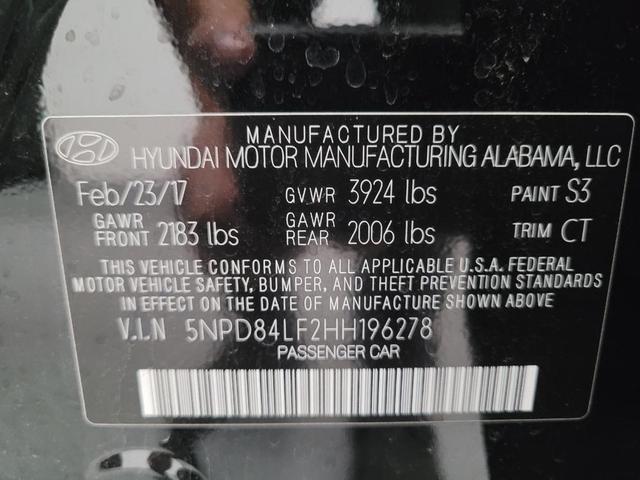 MANUFACTURED BY
HYUNDAI MOTOR MANUFACTURING ALABAMA, LLC
Feb/23/17 GVWR 3924 lbs PAINT S3
GAWR FRONT 2183 lbs GAWR REAR 2006 lbs TRIM CT
THIS VEHICLE CONFORMS TO ALL APPLICABLE U.S.A. FEDERAL
MOTOR VEHICLE SAFETY, BUMPER, AND THEFT PREVENTION STANDARDS
IN EFFECT ON THE DATE OF MANUFACTURE SHOWN ABOVE
V.I.N 5NPD84LF2HH196278
PASSENGER CAR